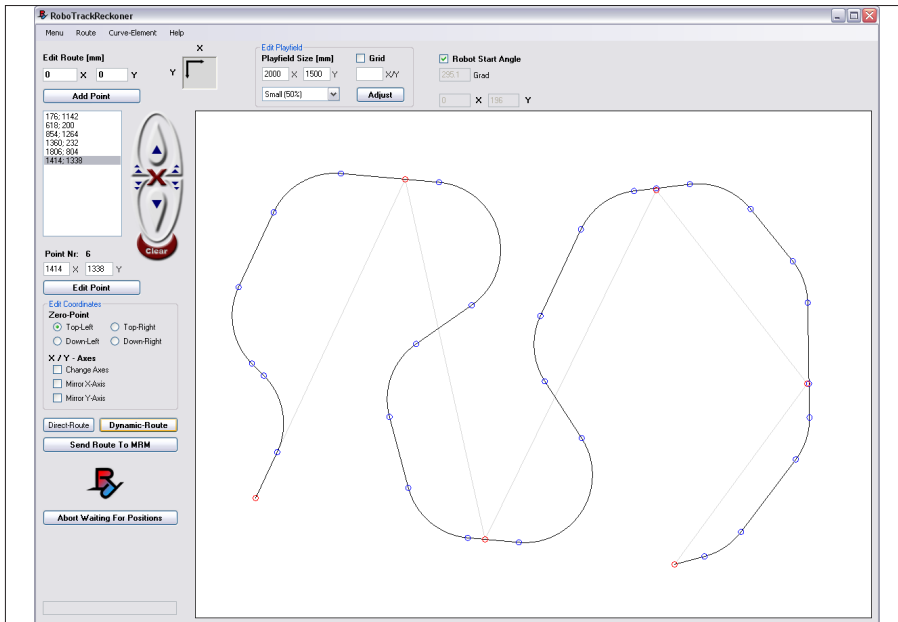 RoboTrackReckoner
Menu Route Curve-Element Help
Edit Route [mm]
0 X 0 Y
Add Point
X
Y
Edit Playfield
Playfield Size [mm] Grid
2000 X 1500 Y X/Y
Small (50%) Adjust
Robot Start Angle
295.1 Grad
0 X 196 Y
176; 1142
618; 200
854; 1264
1360; 232
1806; 804
1414; 1338
X
Clear
Point Nr: 6
1414 X 1338 Y
Edit Point
Edit Coordinates
Zero-Point
Top-Left Top-Right
Down-Left Down-Right
X / Y - Axes
Change Axes
Mirror X-Axis
Mirror Y-Axis
Direct-Route Dynamic-Route
Send Route To MRM
Abort Waiting For Positions